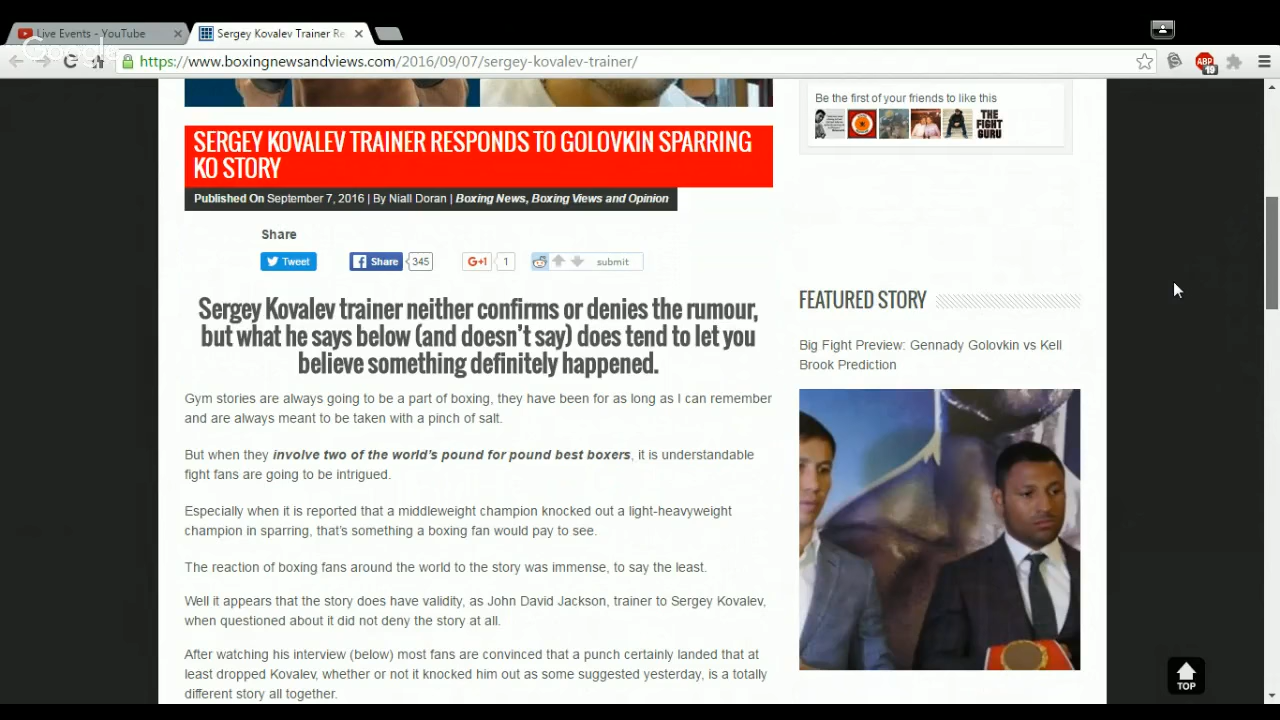 Live Events - YouTube
Sergey Kovalev Trainer Re
Google
https://www.boxingnewsandviews.com/2016/09/07/sergey-kovalev-trainer/
ABP
19
Be the first of your friends to like this
THE
FIGHT
GURU
SERGEY KOVALEV TRAINER RESPONDS TO GOLOVKIN SPARRING
KO STORY
Published On September 7, 2016 | By Niall Doran | Boxing News, Boxing Views and Opinion
Share
Tweet
Share
345
G+1
1
submit
Sergey Kovalev trainer neither confirms or denies the rumour,
but what he says below (and doesn't say) does tend to let you
believe something definitely happened.
Gym stories are always going to be a part of boxing, they have been for as long as I can remember
and are always meant to be taken with a pinch of salt.
But when they involve two of the world's pound for pound best boxers, it is understandable
fight fans are going to be intrigued.
Especially when it is reported that a middleweight champion knocked out a light-heavyweight
champion in sparring, that's something a boxing fan would pay to see.
The reaction of boxing fans around the world to the story was immense, to say the least.
Well it appears that the story does have validity, as John David Jackson, trainer to Sergey Kovalev,
when questioned about it did not deny the story at all.
After watching his interview (below) most fans are convinced that a punch certainly landed that at
least dropped Kovalev, whether or not it knocked him out as some suggested yesterday, is a totally
different story all together.
FEATURED STORY
Big Fight Preview: Gennady Golovkin vs Kell
Brook Prediction
TOP